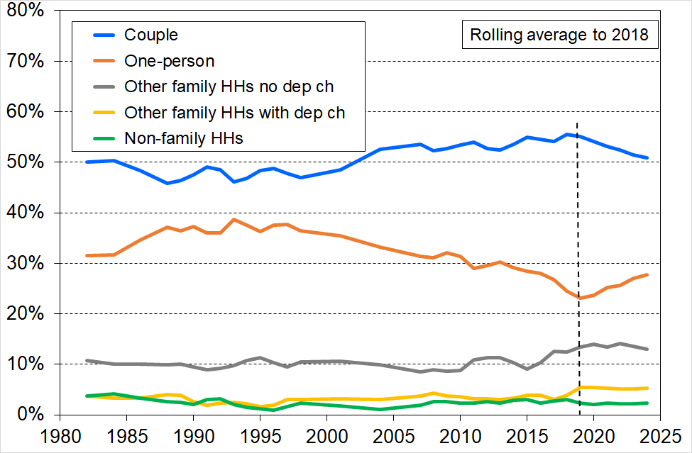 80%
70%
60%
50%
40%
30%
20%
10%
0%
Couple
One-person
Other family HHs no dep ch
Other family HHs with dep ch
Non-family HHs
Rolling average to 2018
1980 1985 1990 1995 2000 2005 2010 2015 2020 2025